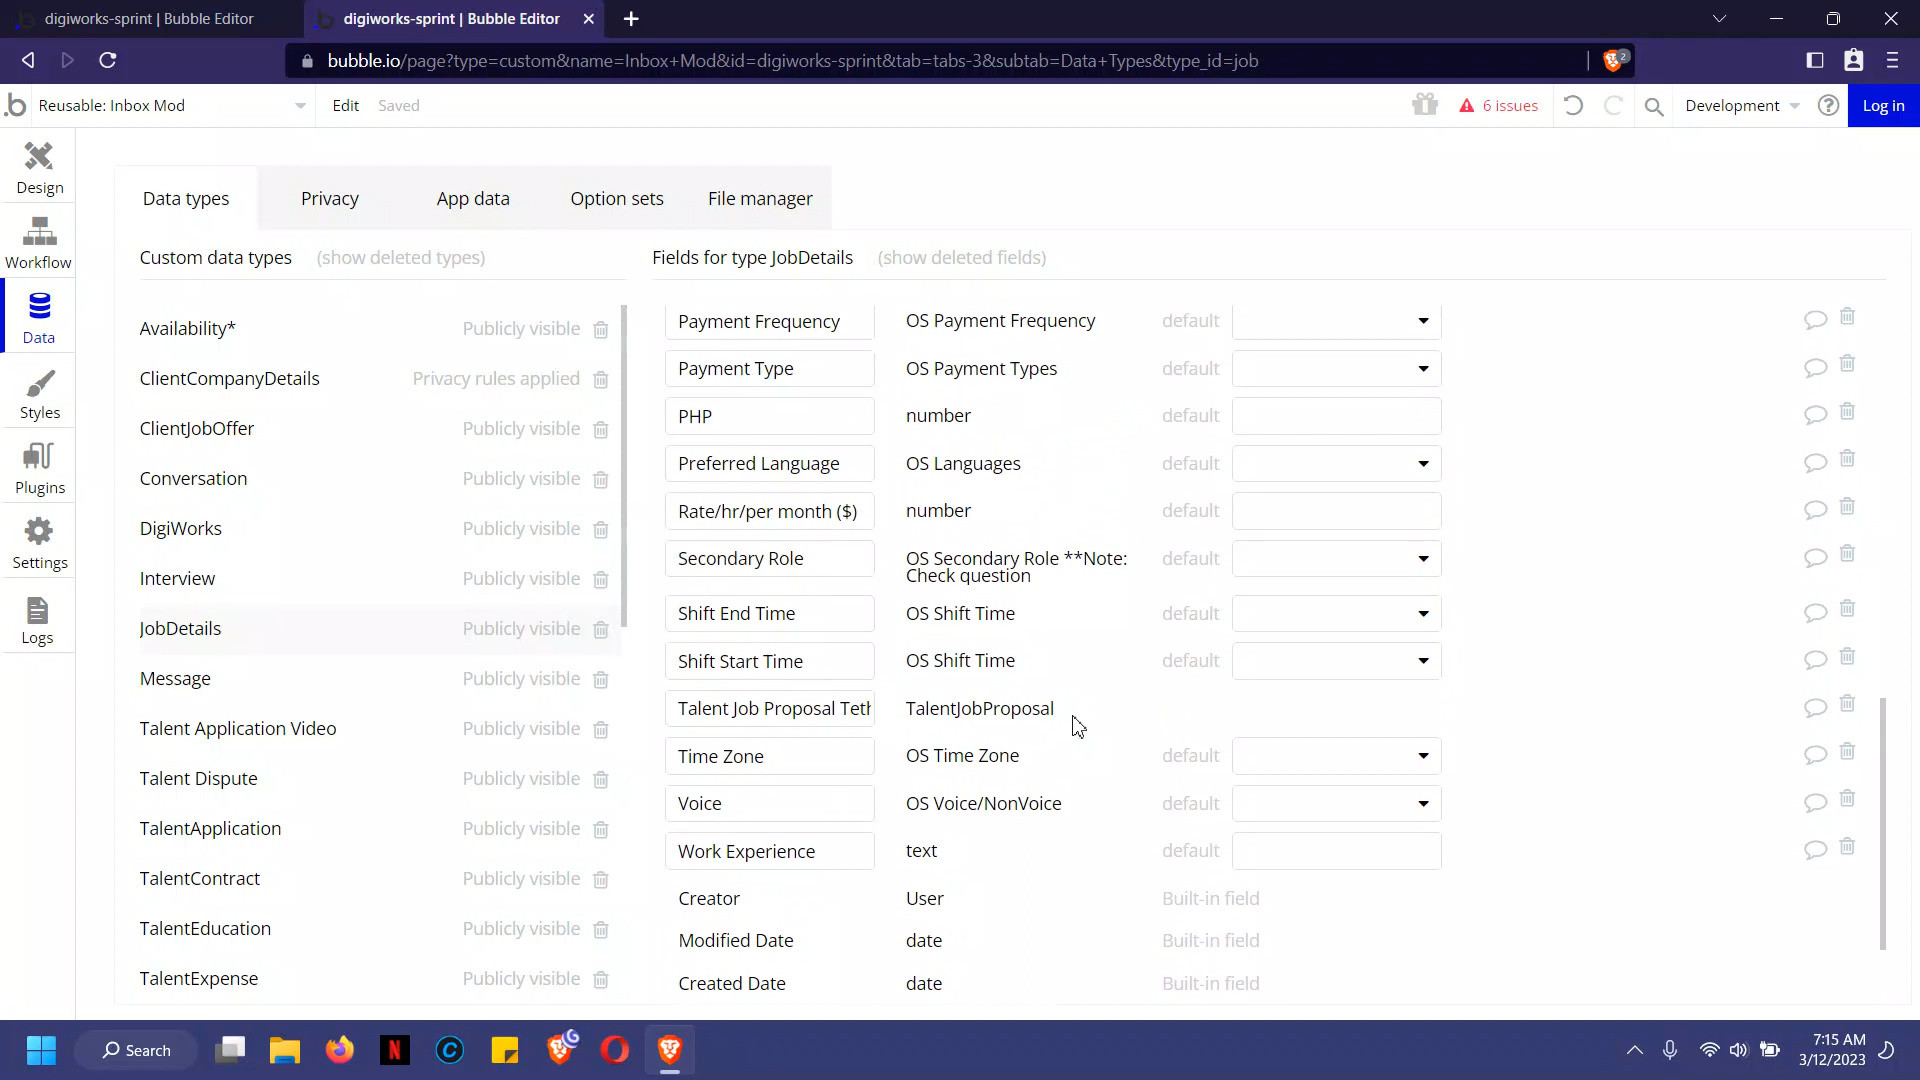 digiworks-sprint | Bubble Editor
digiworks-sprint | Bubble Editor
bubble.io/page?type=custom&name=Inbox+Mod&id=digiworks-sprint&tab=tabs-3&subtab=Data+Types&type_id=job
2
Reusable: Inbox Mod
Edit
Saved
6 issues
Development
Log in
Design
Workflow
Data
Styles
Plugins
Settings
Logs
Data types
Privacy
App data
Option sets
File manager
Custom data types (show deleted types)
Availability* Publicly visible
ClientCompanyDetails Privacy rules applied
ClientJobOffer Publicly visible
Conversation Publicly visible
DigiWorks Publicly visible
Interview Publicly visible
JobDetails Publicly visible
Message Publicly visible
Talent Application Video Publicly visible
Talent Dispute Publicly visible
TalentApplication Publicly visible
TalentContract Publicly visible
TalentEducation Publicly visible
TalentExpense Publicly visible
Fields for type JobDetails (show deleted fields)
Payment Frequency OS Payment Frequency default
Payment Type OS Payment Types default
PHP number default
Preferred Language OS Languages default
Rate/hr/per month ($) number default
Secondary Role OS Secondary Role **Note: default
Check question
Shift End Time OS Shift Time default
Shift Start Time OS Shift Time default
Talent Job Proposal Teth TalentJobProposal
Time Zone OS Time Zone default
Voice OS Voice/NonVoice default
Work Experience text default
Creator User Built-in field
Modified Date date Built-in field
Created Date date Built-in field
Search
7:15 AM
3/12/2023